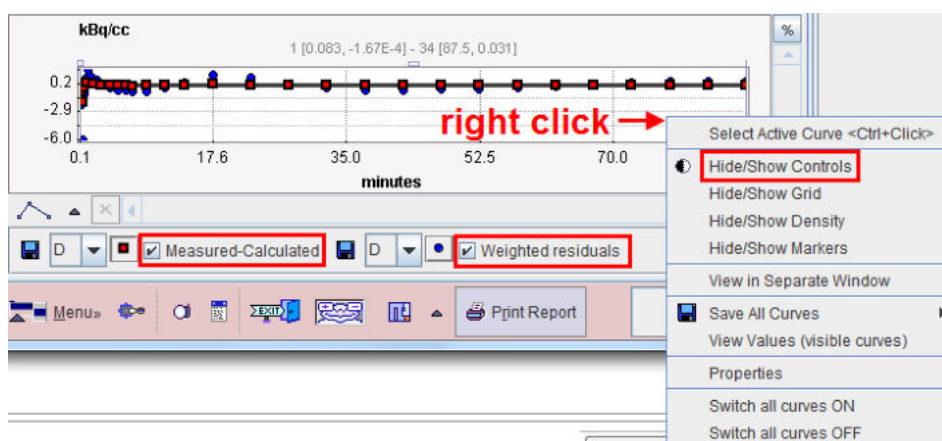 kBq/cc
1 [0.083, -1.67E-4] - 34 [87.5, 0.031]
%
0.2
-2.9
-6.0
0.1 17.6 35.0 52.5 70.0
minutes
right click
Select Active Curve <Ctrl+Click>
Hide/Show Controls
Hide/Show Grid
Hide/Show Density
Hide/Show Markers
View in Separate Window
Save All Curves
View Values (visible curves)
Properties
Switch all curves ON
Switch all curves OFF
D Measured-Calculated D Weighted residuals
Menu» EXIT Print Report